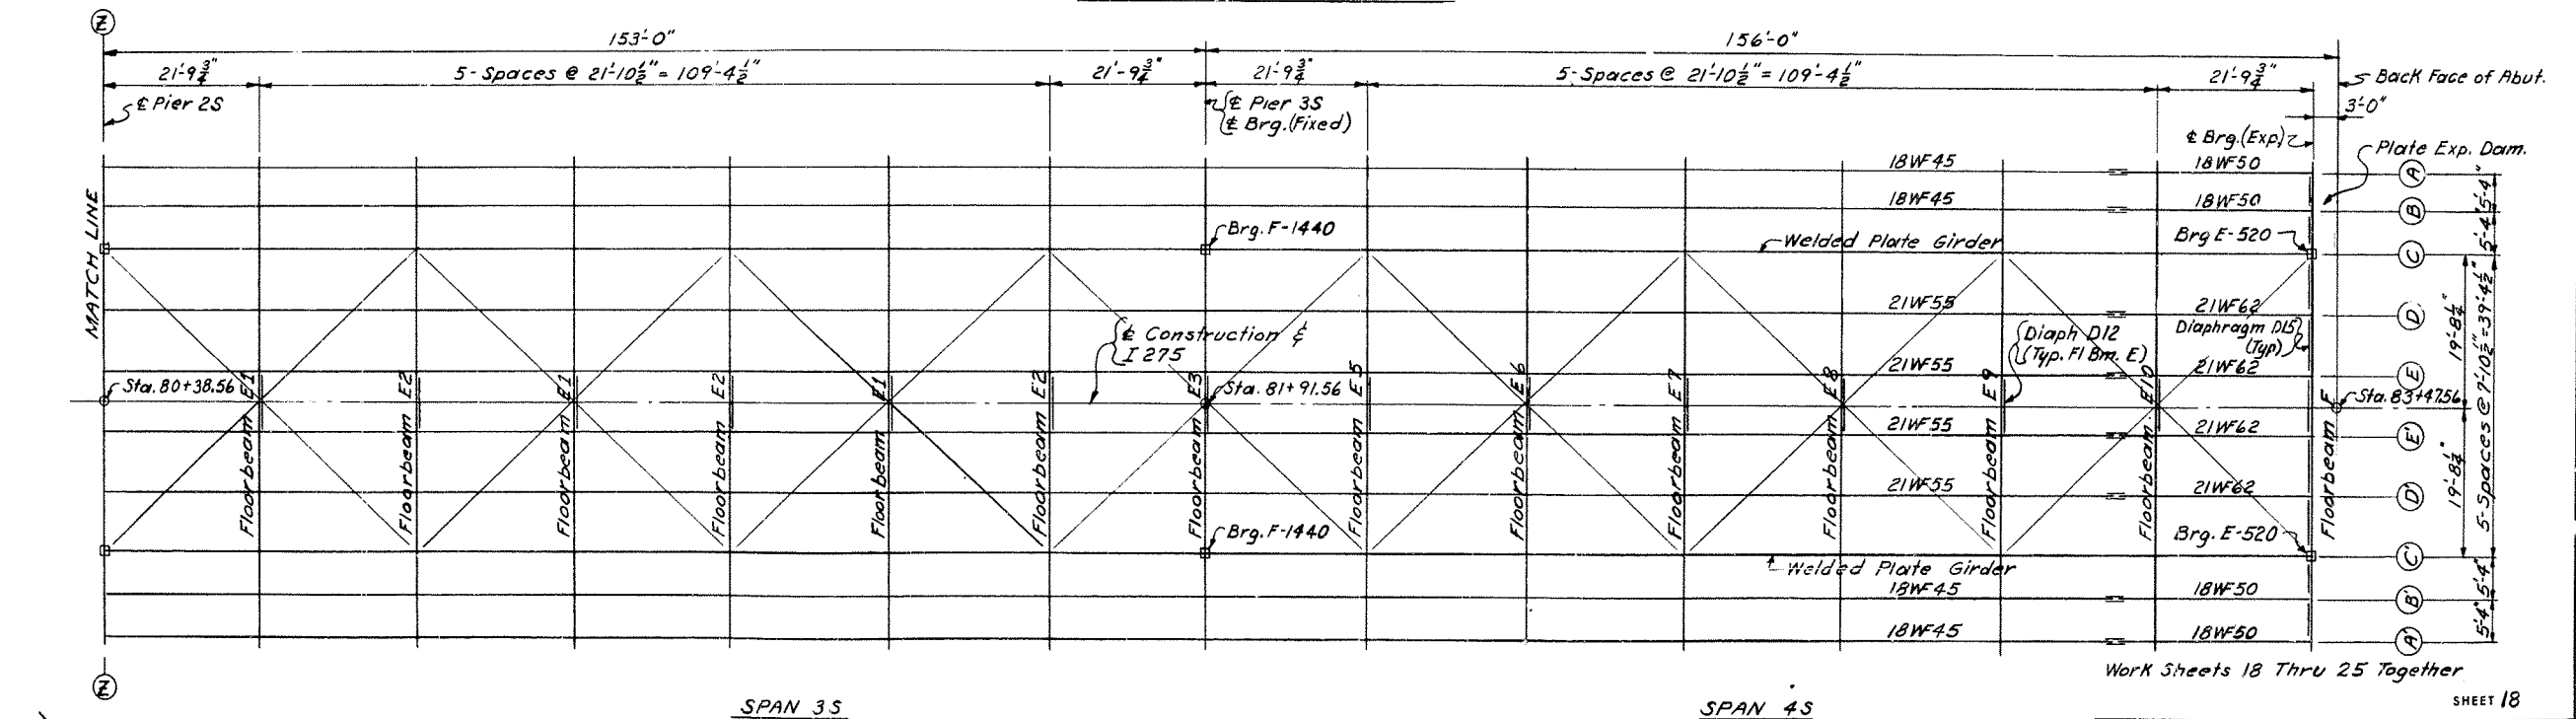 Z
153'-0"
156'-0"
21'-9 3/4"
5-Spaces @ 21'-10 1/2" = 109'-4 1/2"
21'-9 3/4"
21'-9 3/4"
5-Spaces @ 21'-10 1/2" = 109'-4 1/2"
21'-9 3/4"
Back Face of Abut.
℄ Pier 2S
℄ Pier 3S
℄ Brg. (Fixed)
3'-0"
℄ Brg. (Exp)
Plate Exp. Dam.
MATCH LINE
18WF45
18WF50
A
5'-4"
18WF45
18WF50
B
5'-4"
Brg. F-1440
Welded Plate Girder
Brg E-520
C
21WF55
21WF62
D
℄ Construction &
I 275
Diaph D12
(Typ. Fl Bm. E)
Diaphragm D15
(Typ)
19'-8 1/4"
5-Spaces @ 7'-10 1/2" = 39'-4 1/2"
21WF55
21WF62
E
Sta. 80+38.56
Sta. 81+91.56
Sta. 83+47.56
Floorbeam E1
Floorbeam E2
Floorbeam E1
Floorbeam E2
Floorbeam E1
Floorbeam E2
Floorbeam E3
Floorbeam E5
Floorbeam E6
Floorbeam E7
Floorbeam E8
Floorbeam E9
Floorbeam E10
Floorbeam F
21WF55
21WF62
E'
21WF55
21WF62
D'
19'-8 1/4"
Brg. F-1440
Brg. E-520
C'
Welded Plate Girder
18WF45
18WF50
B'
5'-4"
18WF45
18WF50
A'
5'-4"
Work Sheets 18 Thru 25 Together
Z
SPAN 3S
SPAN 4S
SHEET 18